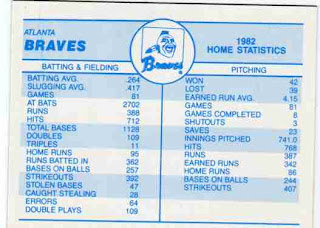 ATLANTA
BRAVES
Braves
1982
HOME STATISTICS
BATTING & FIELDING
BATTING AVG. .264
SLUGGING AVG. .417
GAMES 81
AT BATS 2702
RUNS 388
HITS 712
TOTAL BASES 1128
DOUBLES 109
TRIPLES 11
HOME RUNS 95
RUNS BATTED IN 362
BASES ON BALLS 257
STRIKEOUTS 392
STOLEN BASES 47
CAUGHT STEALING 28
ERRORS 64
DOUBLE PLAYS 109
PITCHING
WON 42
LOST 39
EARNED RUN AVG. 4.15
GAMES 81
GAMES COMPLETED 8
SHUTOUTS 3
SAVES 23
INNINGS PITCHED 741.0
HITS 768
RUNS 387
EARNED RUNS 342
HOME RUNS 86
BASES ON BALLS 244
STRIKEOUTS 407